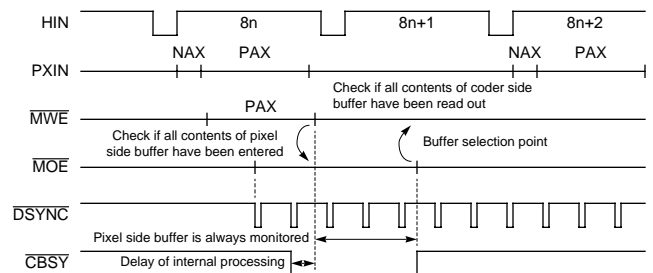 HIN 8n 8n+1 8n+2
NAX PAX NAX PAX
PXIN
Check if all contents of coder side
buffer have been read out
PAX
MWE
Check if all contents of pixel
side buffer have been entered
Buffer selection point
MOE
DSYNC
Pixel side buffer is always monitored
CBSY Delay of internal processing